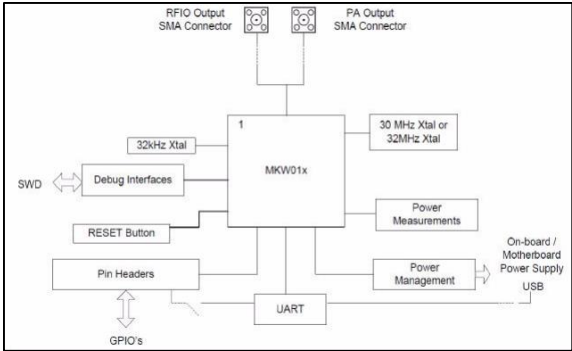 RFIO Output
SMA Connector
PA Output
SMA Connector
1
30 MHz Xtal or
32MHz Xtal
32kHz Xtal
MKW01x
SWD
Debug Interfaces
Power
Measurements
RESET Button
On-board /
Motherboard
Power Supply
Pin Headers
Power
Management
USB
UART
GPIO's